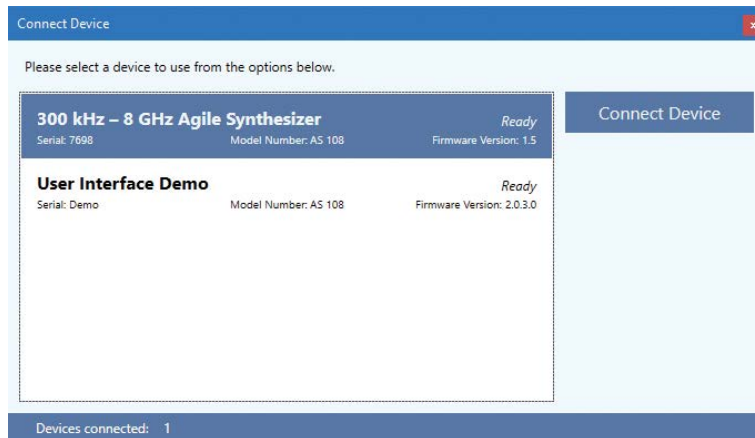 Connect Device
x
Please select a device to use from the options below.
300 kHz – 8 GHz Agile Synthesizer Ready
Serial: 7698 Model Number: AS 108 Firmware Version: 1.5
Connect Device
User Interface Demo Ready
Serial: Demo Model Number: AS 108 Firmware Version: 2.0.3.0
Devices connected: 1